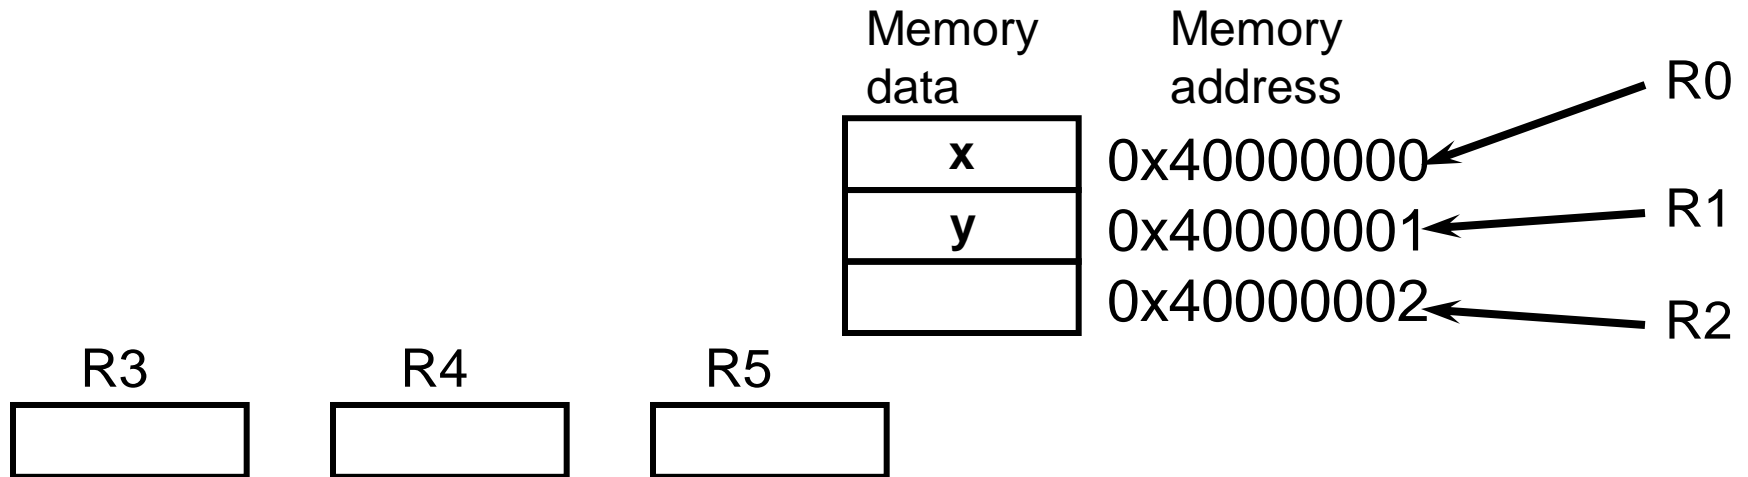 Memory data
Memory address
R0
x
0x40000000
y
0x40000001
R1
0x40000002
R2
R3
R4
R5